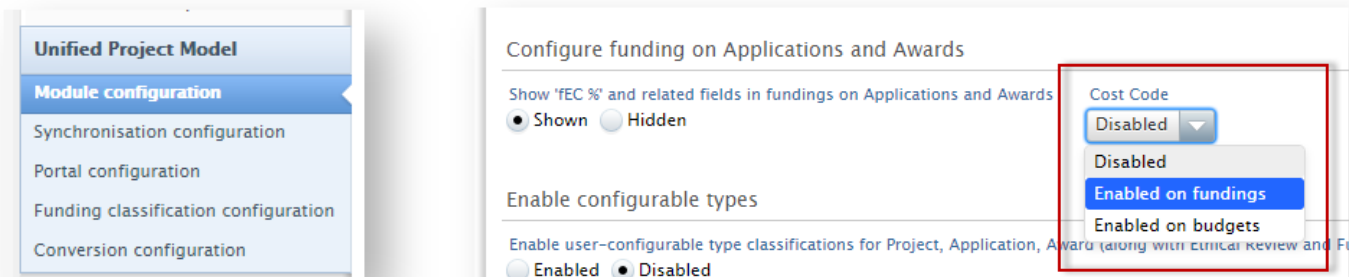 Unified Project Model
Module configuration
Synchronisation configuration
Portal configuration
Funding classification configuration
Conversion configuration
Configure funding on Applications and Awards
Show 'fEC %' and related fields in fundings on Applications and Awards
Shown Hidden
Cost Code
Disabled
Disabled
Enabled on fundings
Enabled on budgets
Enable configurable types
Enable user-configurable type classifications for Project, Application, Award (along with Ethical Review and Fu
Enabled Disabled